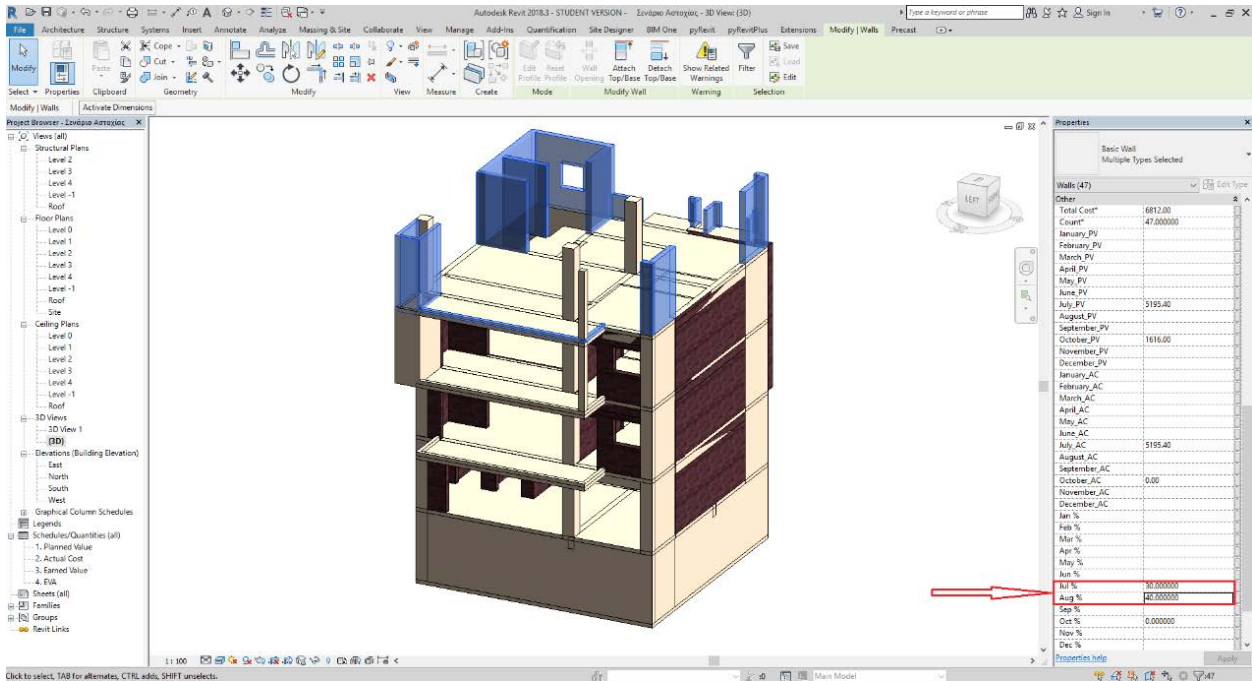 Autodesk Revit 2018.3 - STUDENT VERSION - Σενάριο Αστοχίας - 3D View: {3D}
Type a keyword or phrase
Sign In
File Architecture Structure Systems Insert Annotate Analyze Massing & Site Collaborate View Manage Add-Ins Quantification Site Designer BIM One pyRevit pyRevitPlus Extensions Modify | Walls Precast
Modify
Paste
Cope
Cut
Join
Edit Profile
Reset Profile
Wall Opening
Attach Top/Base
Detach Top/Base
Show Related Warnings
Filter
Save
Load
Edit
Select Properties Clipboard Geometry Modify View Measure Create Mode Modify Wall Warning Selection
Modify | Walls Activate Dimensions
Project Browser - Σενάριο Αστοχίας
Views (all)
Structural Plans
Level 2
Level 3
Level 4
Level -1
Roof
Floor Plans
Level 0
Level 1
Level 2
Level 3
Level 4
Level -1
Roof
Site
Ceiling Plans
Level 0
Level 1
Level 2
Level 3
Level 4
Level -1
Roof
3D Views
3D View 1
{3D}
Elevations (Building Elevation)
East
North
South
West
Graphical Column Schedules
Legends
Schedules/Quantities (all)
1. Planned Value
2. Actual Cost
3. Earned Value
4. EVA
Sheets (all)
Families
Groups
Revit Links
LEFT
Properties
Basic Wall
Multiple Types Selected
Walls (47) Edit Type
Other
Total Cost* 6812.00
Count* 47.000000
January_PV
February_PV
March_PV
April_PV
May_PV
June_PV
July_PV 5195.40
August_PV
September_PV
October_PV 1616.00
November_PV
December_PV
January_AC
February_AC
March_AC
April_AC
May_AC
June_AC
July_AC 5195.40
August_AC
September_AC
October_AC 0.00
November_AC
December_AC
Jan %
Feb %
Mar %
Apr %
May %
Jun %
Jul % 30.000000
Aug % 40.000000
Sep %
Oct % 0.000000
Nov %
Dec %
Properties help Apply
1 : 100
Click to select, TAB for alternates, CTRL adds, SHIFT unselects.
:0 Main Model :47